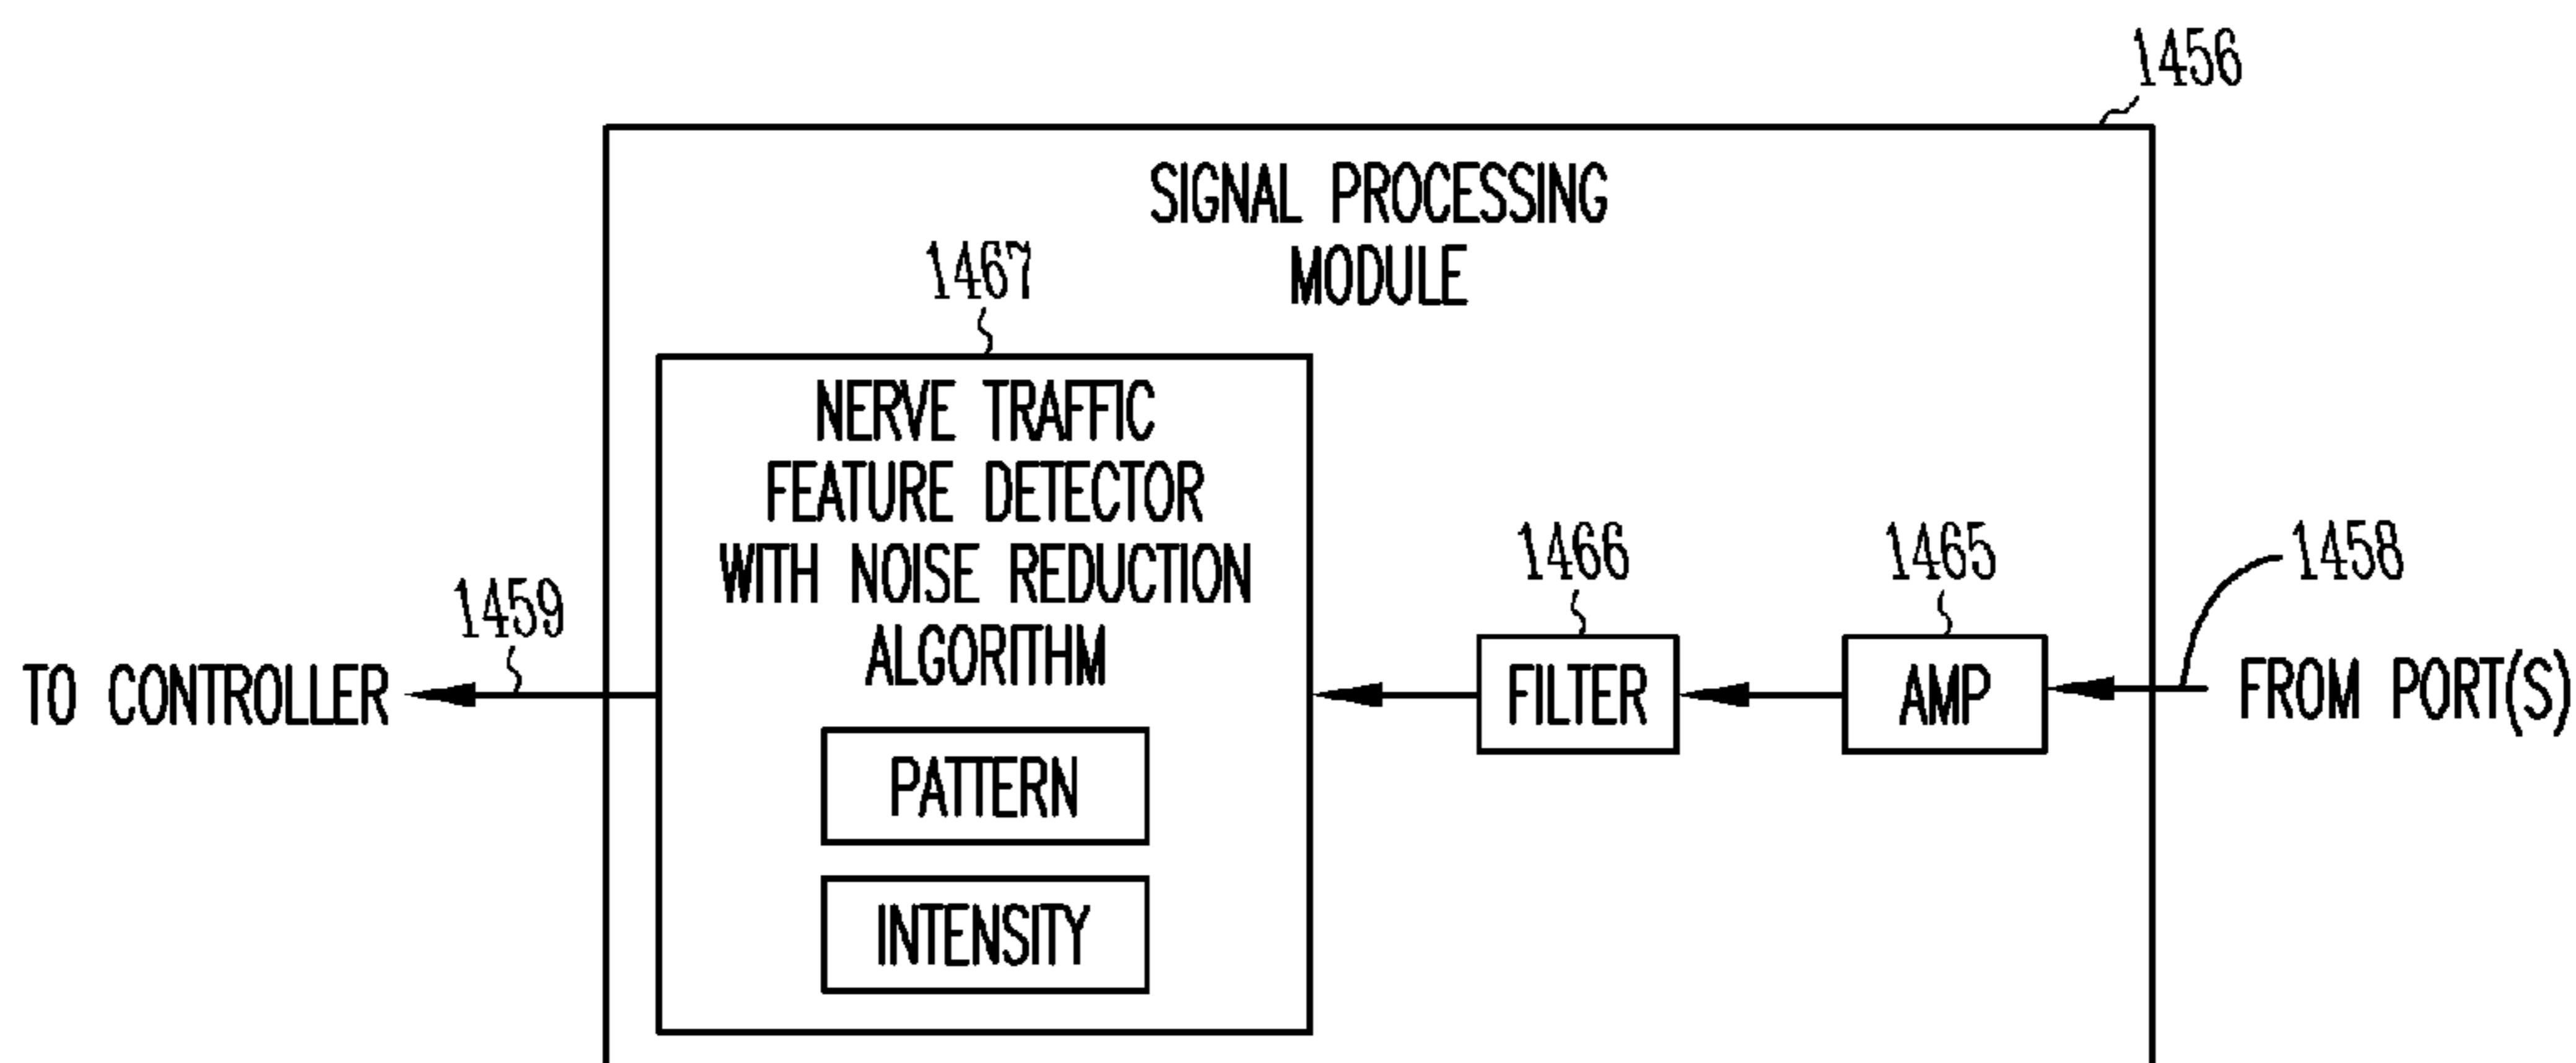 1456
SIGNAL PROCESSING
MODULE
1467
NERVE TRAFFIC
FEATURE DETECTOR
WITH NOISE REDUCTION
ALGORITHM
PATTERN
INTENSITY
1466
FILTER
1465
AMP
1458
FROM PORT(S)
1459
TO CONTROLLER